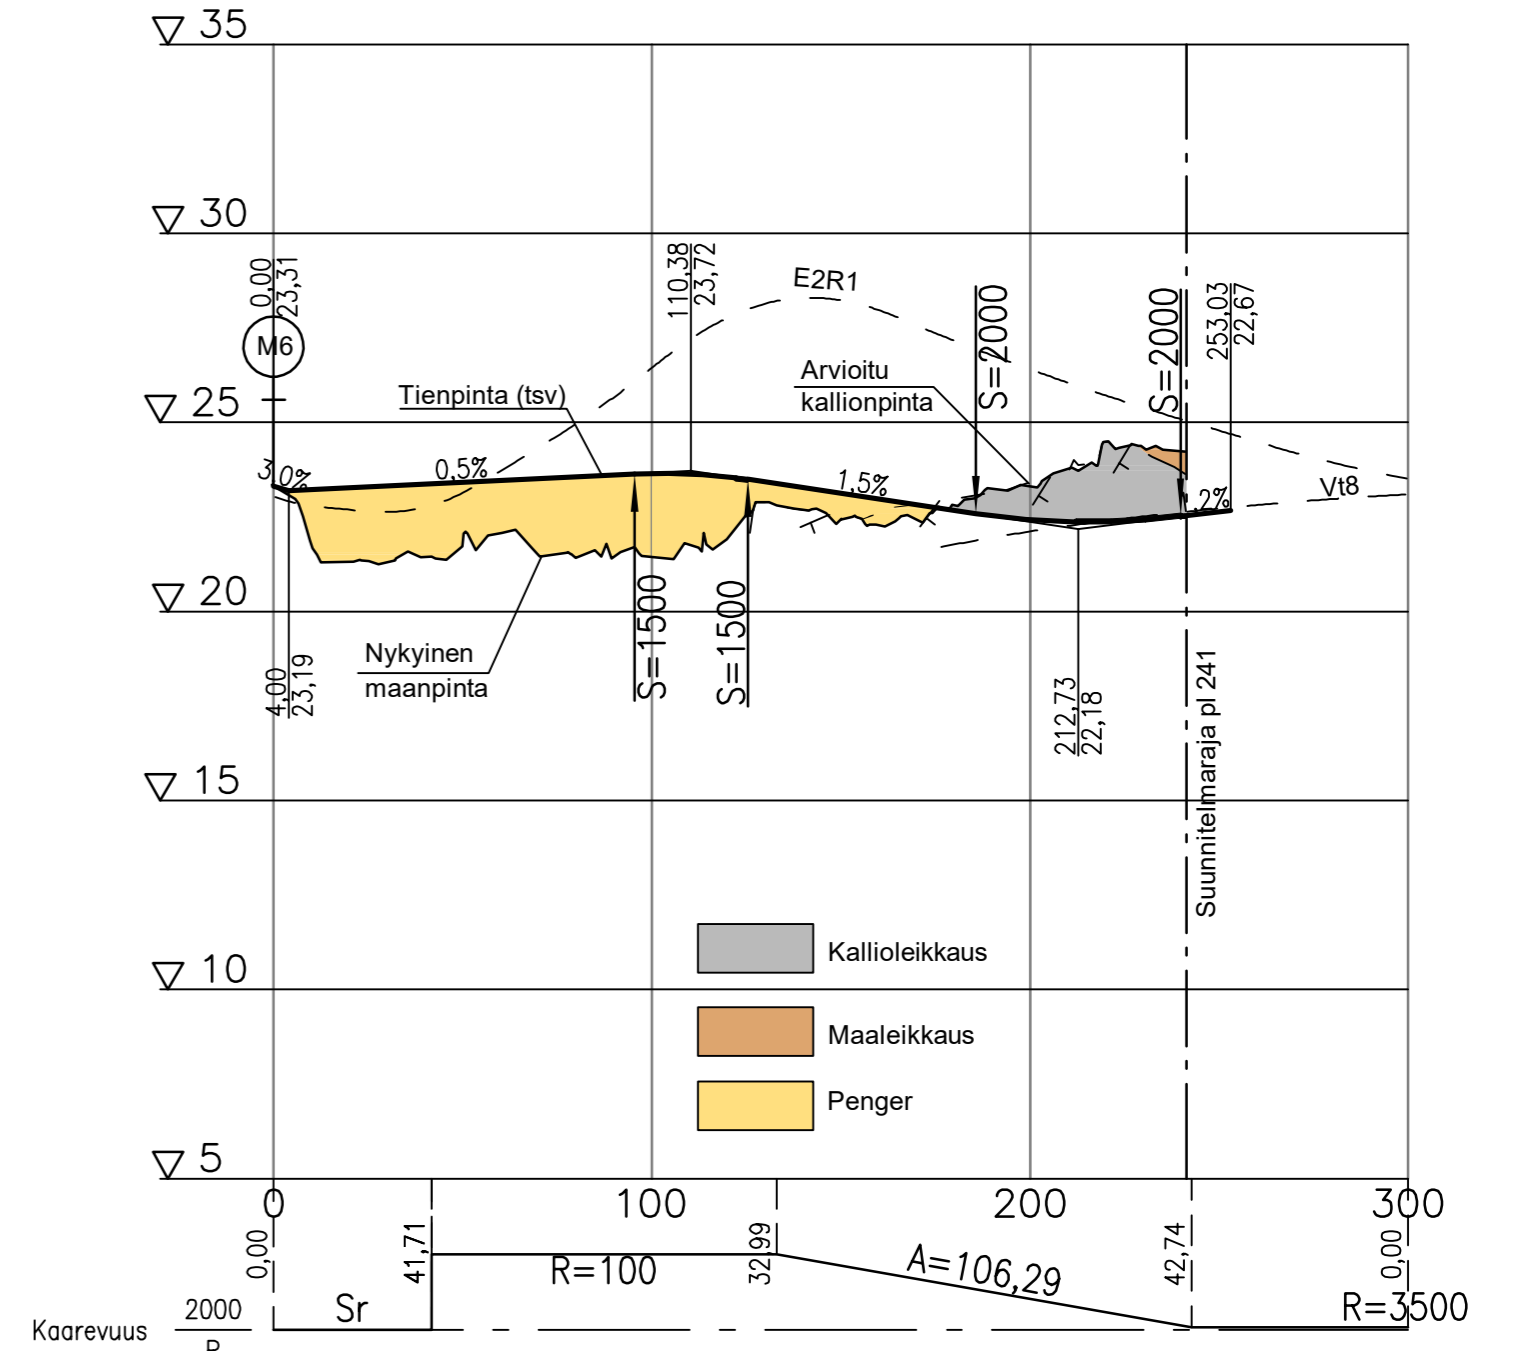 35
30
0,00
23,31
110,38
23,72
E2R1
S=2000
S=2000
253,03
22,67
M6
Arvioitu
kallionpinta
Tienpinta (tsv)
25
3,0%
0,5%
1,5%
,2%
Vt8
20
S=1500
S=1500
Nykyinen
maanpinta
4,00
23,19
212,73
22,18
Suunnitelmaraja pl 241
15
Kallioleikkaus
10
Maaleikkaus
Penger
5
0
100
200
300
0,00
41,71
32,99
42,74
0,00
R=100
A=106,29
Sr
R=3500
Kaarevuus
2000